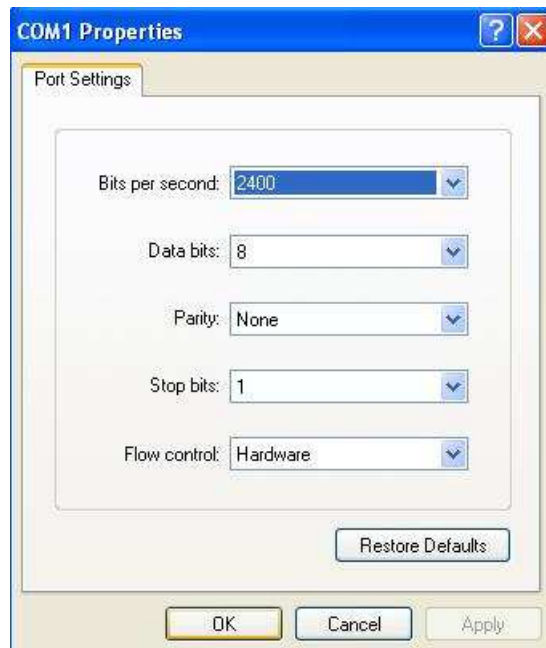 COM1 Properties
Port Settings
Bits per second: 2400
Data bits: 8
Parity: None
Stop bits: 1
Flow control: Hardware
Restore Defaults
OK Cancel Apply